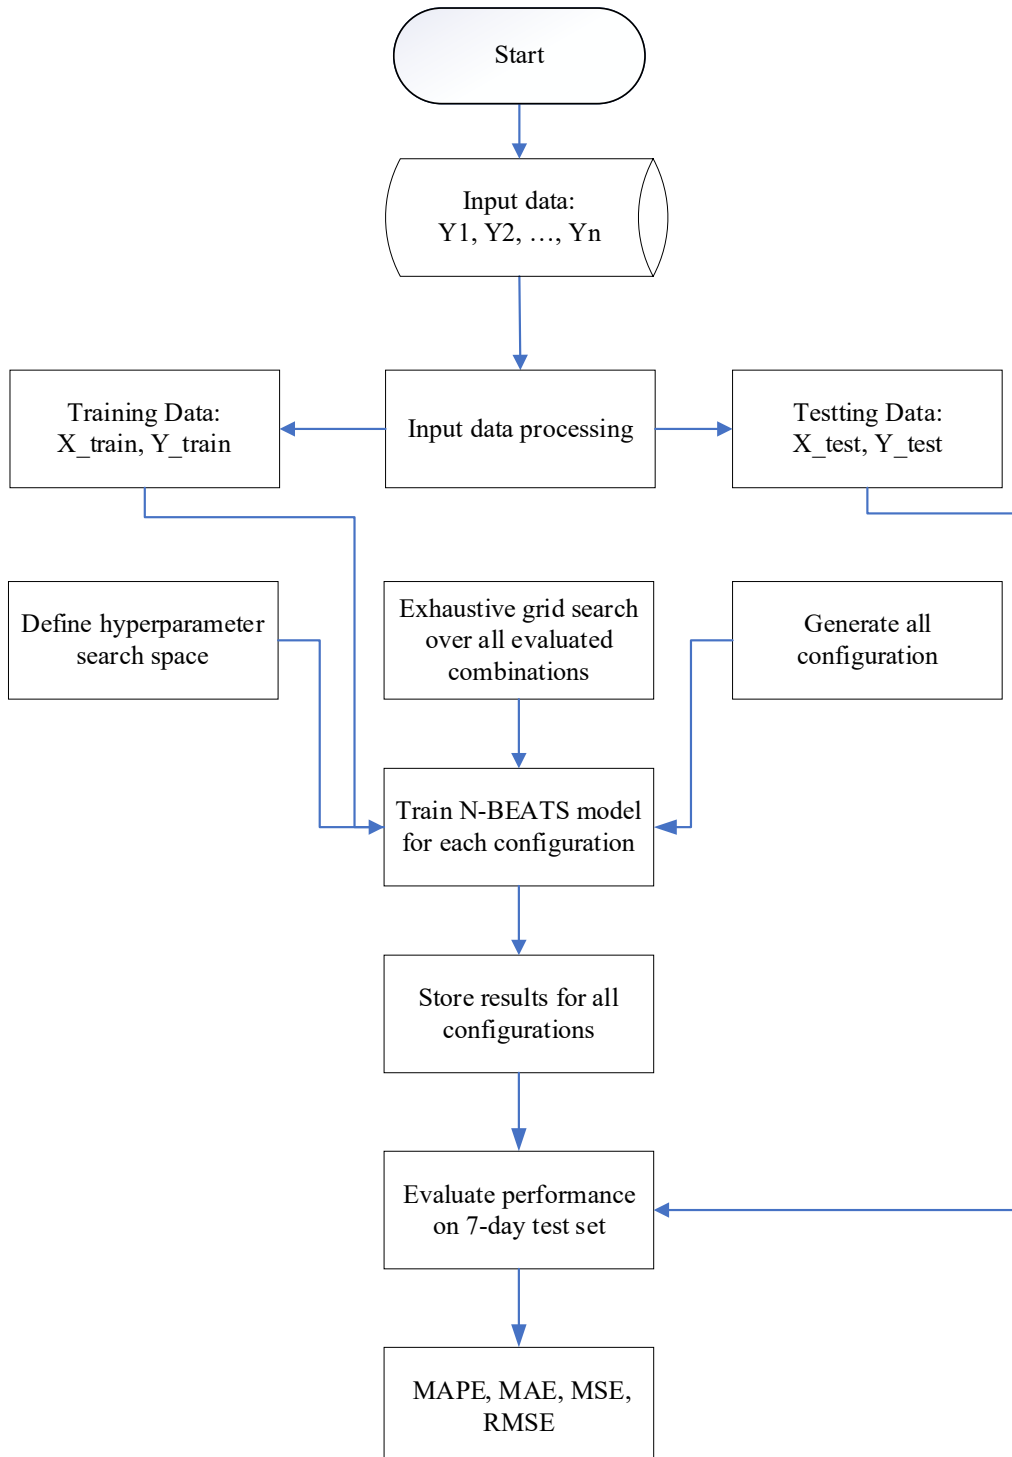 Start
Input data:
Y1, Y2, …, Yn
Training Data:
X_train, Y_train
Input data processing
Testting Data:
X_test, Y_test
Define hyperparameter
search space
Exhaustive grid search
over all evaluated
combinations
Generate all
configuration
Train N-BEATS model
for each configuration
Store results for all
configurations
Evaluate performance
on 7-day test set
MAPE, MAE, MSE,
RMSE